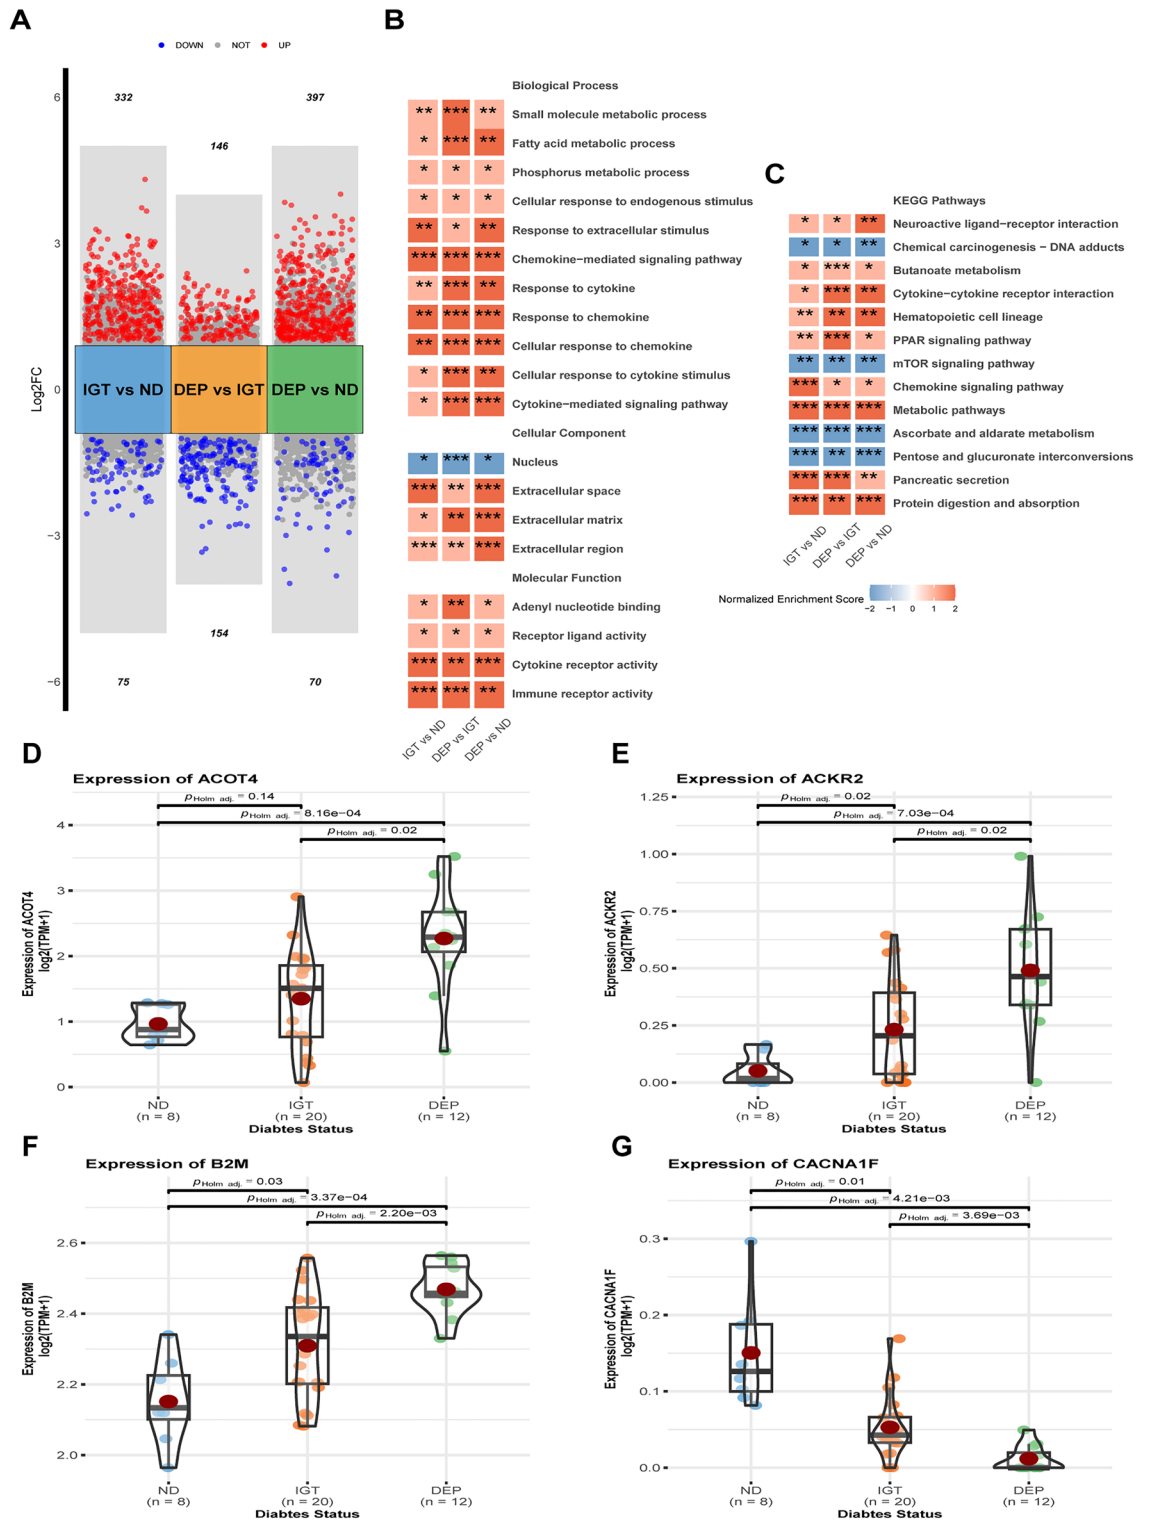 A
DOWN NOT UP
6
3
0
−3
−6
Log2FC
332
146
397
IGT vs ND
DEP vs IGT
DEP vs ND
154
75
70
B
Biological Process
** *** ** Small molecule metabolic process
* *** ** Fatty acid metabolic process
* * * Phosphorus metabolic process
* * * Cellular response to endogenous stimulus
** * ** Response to extracellular stimulus
*** *** *** Chemokine−mediated signaling pathway
** *** ** Response to cytokine
** *** *** Response to chemokine
** *** *** Cellular response to chemokine
* *** ** Cellular response to cytokine stimulus
* *** *** Cytokine−mediated signaling pathway
Cellular Component
* *** * Nucleus
*** ** *** Extracellular space
* ** *** Extracellular matrix
*** ** *** Extracellular region
Molecular Function
* ** * Adenyl nucleotide binding
* * * Receptor ligand activity
*** ** *** Cytokine receptor activity
*** *** ** Immune receptor activity
IGT vs ND
DEP vs IGT
DEP vs ND
C
KEGG Pathways
* * ** Neuroactive ligand−receptor interaction
* * ** Chemical carcinogenesis − DNA adducts
* *** * Butanoate metabolism
* *** ** Cytokine−cytokine receptor interaction
** ** ** Hematopoietic cell lineage
** *** * PPAR signaling pathway
** ** ** mTOR signaling pathway
*** * * Chemokine signaling pathway
*** *** *** Metabolic pathways
*** *** *** Ascorbate and aldarate metabolism
*** ** *** Pentose and glucuronate interconversions
*** *** ** Pancreatic secretion
*** ** *** Protein digestion and absorption
IGT vs ND
DEP vs IGT
DEP vs ND
Normalized Enrichment Score
−2 −1 0 1 2
D
Expression of ACOT4
pHolm adj. = 0.14
pHolm adj. = 8.16e−04
pHolm adj. = 0.02
4
3
2
1
0
Expression of ACOT4
log2(TPM+1)
ND IGT DEP
(n = 8) (n = 20) (n = 12)
Diabtes Status
E
Expression of ACKR2
pHolm adj. = 0.02
pHolm adj. = 7.03e−04
pHolm adj. = 0.02
1.25
1.00
0.75
0.50
0.25
0.00
Expression of ACKR2
log2(TPM+1)
ND IGT DEP
(n = 8) (n = 20) (n = 12)
Diabtes Status
F
Expression of B2M
pHolm adj. = 0.03
pHolm adj. = 3.37e−04
pHolm adj. = 2.20e−03
2.6
2.4
2.2
2.0
Expression of B2M
log2(TPM+1)
ND IGT DEP
(n = 8) (n = 20) (n = 12)
Diabtes Status
G
Expression of CACNA1F
pHolm adj. = 0.01
pHolm adj. = 4.21e−03
pHolm adj. = 3.69e−03
0.3
0.2
0.1
0.0
Expression of CACNA1F
log2(TPM+1)
ND IGT DEP
(n = 8) (n = 20) (n = 12)
Diabtes Status